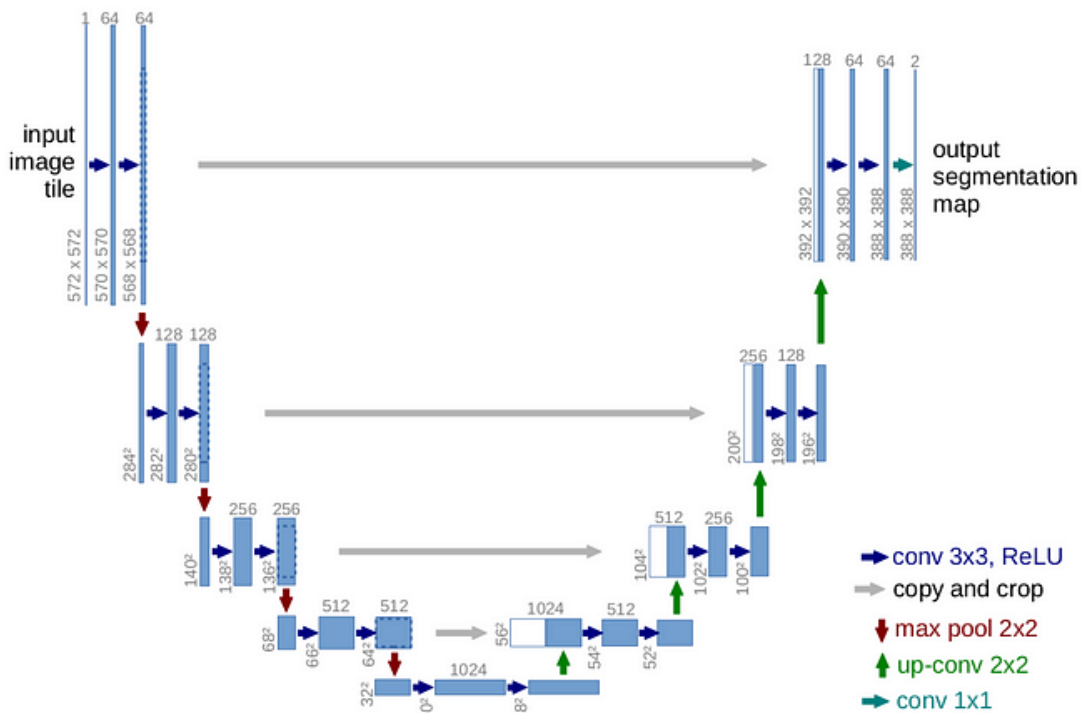 1 64 64
128 64 64 2
input
image
tile
output
segmentation
map
572 x 572
570 x 570
568 x 568
392 x 392
390 x 390
388 x 388
388 x 388
128 128
256 128
284²
282²
280²
200²
198²
196²
256 256
512 256
140²
138²
136²
104²
102²
100²
512 512
1024 512
68²
66²
64²
56²
54²
52²
1024
32²
0²
8²
conv 3x3, ReLU
copy and crop
max pool 2x2
up-conv 2x2
conv 1x1